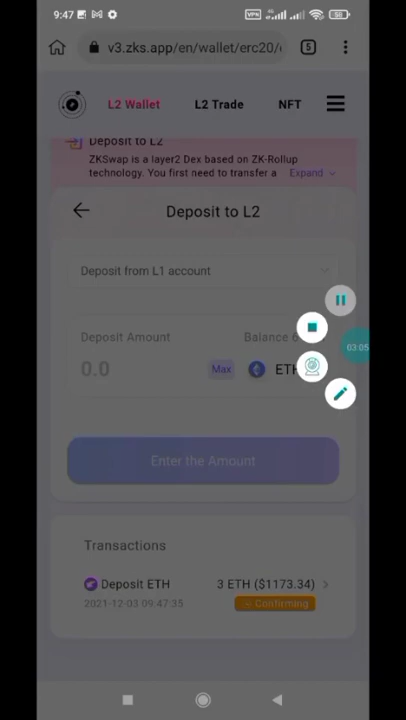 9:47
VPN
50
v3.zks.app/en/wallet/erc20/
5
L2 Wallet
L2 Trade
NFT
Deposit to L2
ZKSwap is a layer2 Dex based on ZK-Rollup
technology. You first need to transfer a Expand
Deposit to L2
Deposit from L1 account
Deposit Amount
Balance
0.0
Max
03:05
Enter the Amount
Transactions
Deposit ETH
3 ETH ($1173.34)
2021-12-03 09:47:35
Confirming